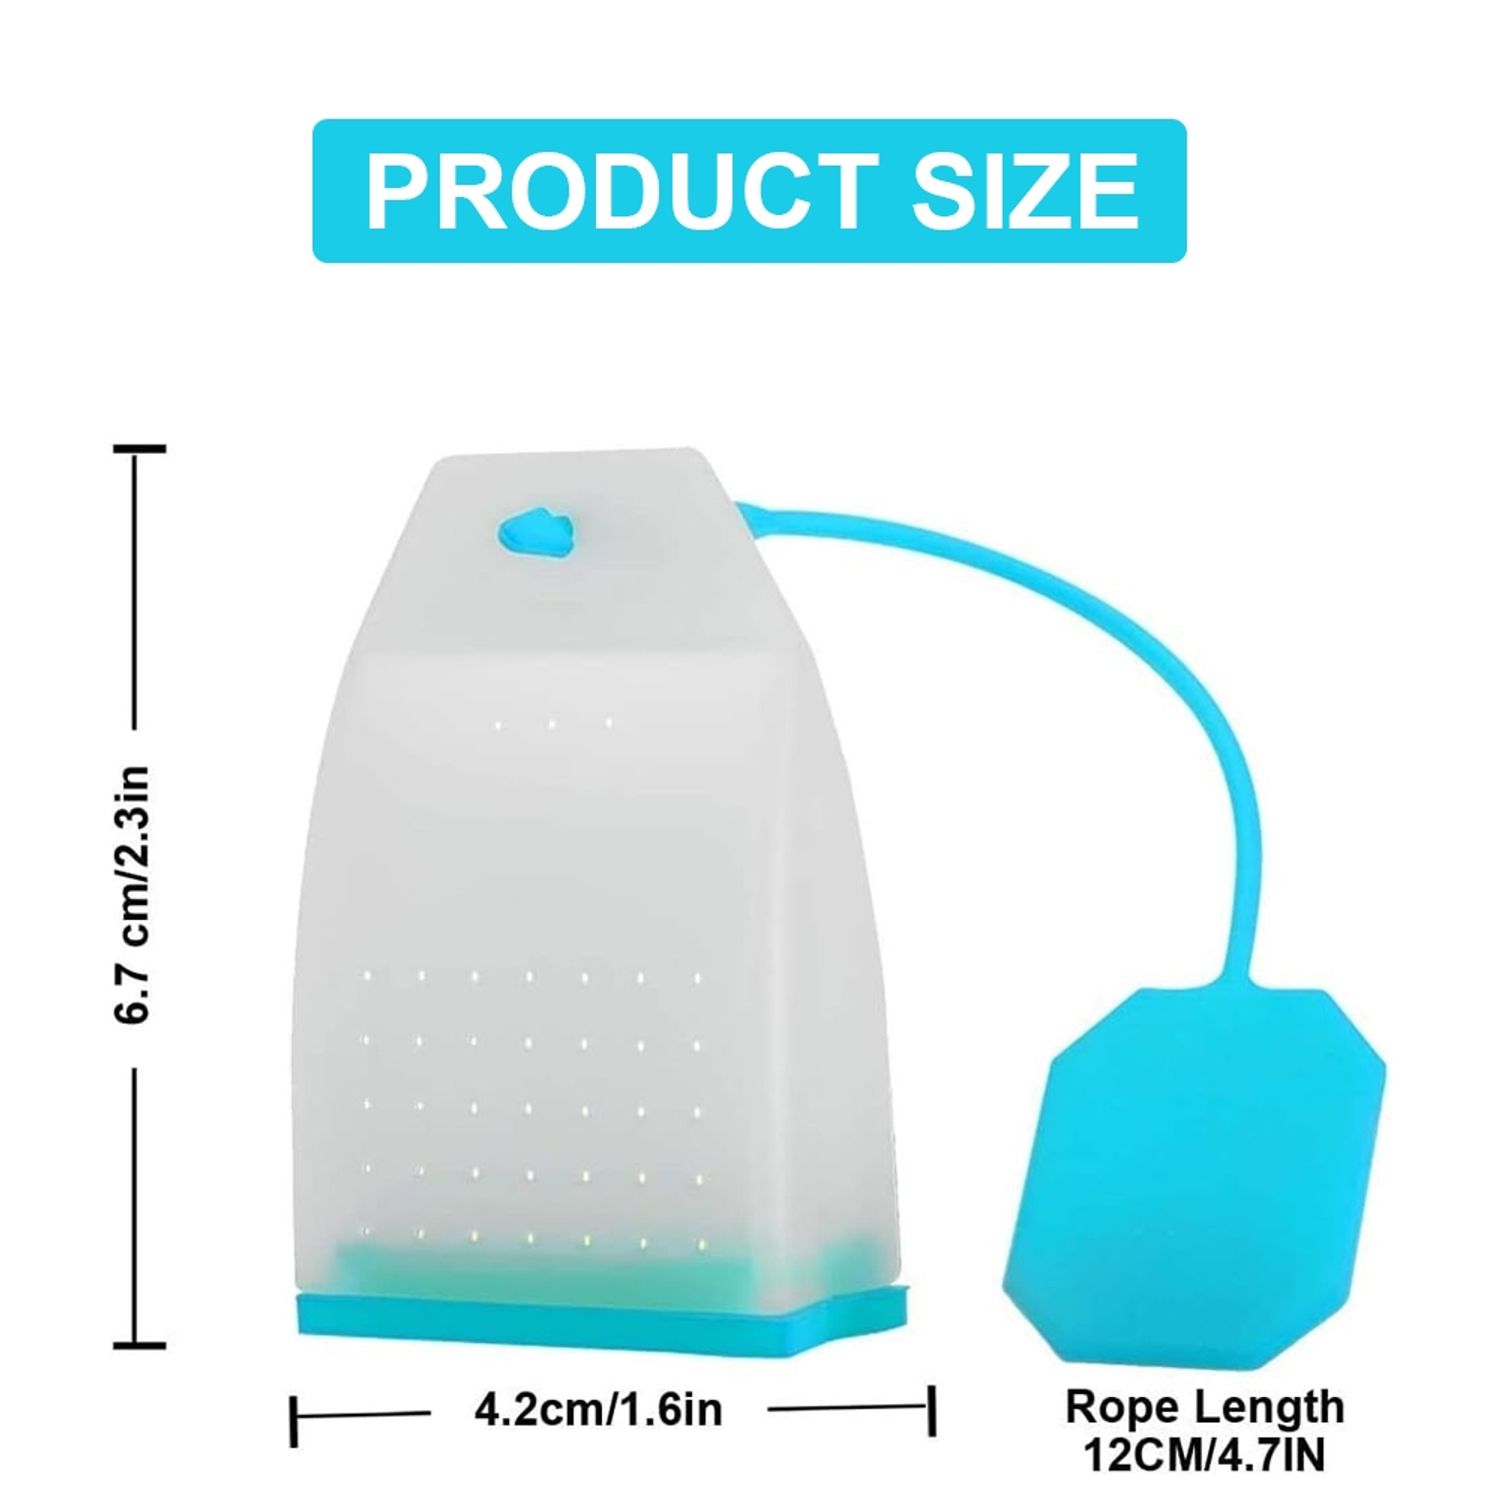 PRODUCT SIZE
6.7 cm/2.3in
4.2cm/1.6in
Rope Length
12CM/4.7IN